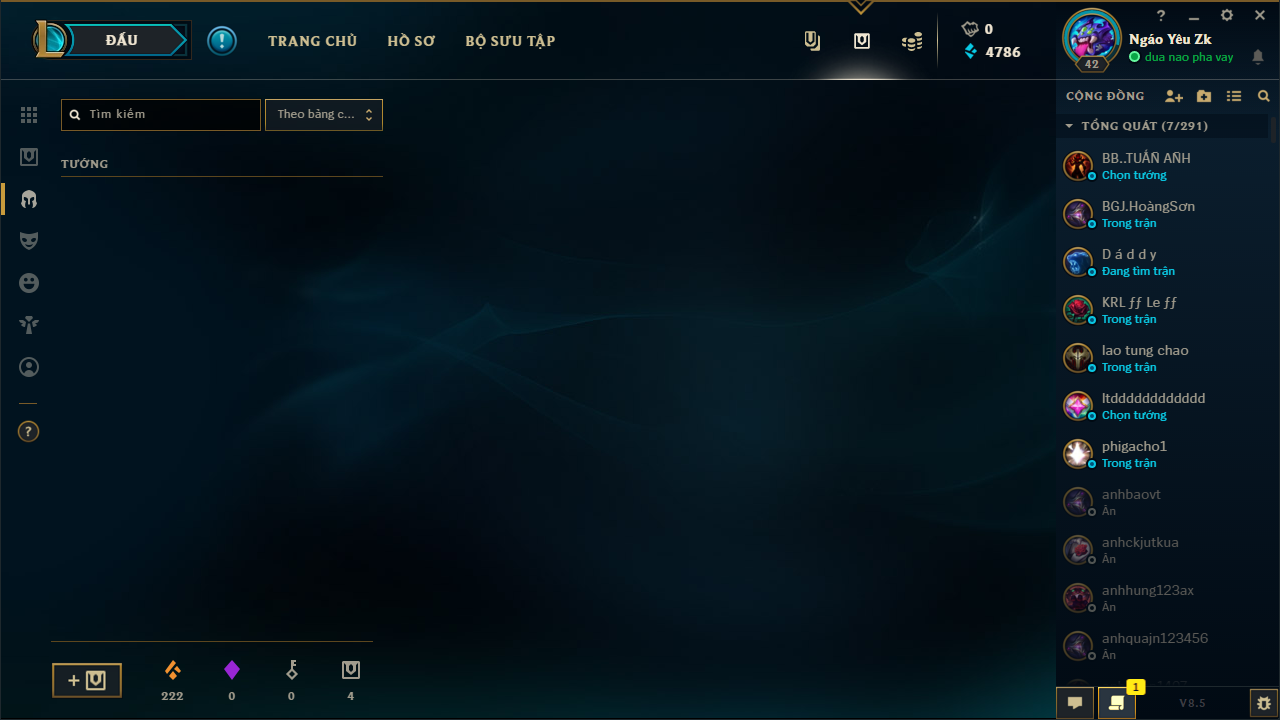 ĐẤU
TRANG CHỦ
HỒ SƠ
BỘ SƯU TẬP
0
4786
42
Ngáo Yêu Zk
dua nao pha vay
Tìm kiếm
Theo bảng c...
TƯỚNG
CỘNG ĐỒNG
TỔNG QUÁT (7/291)
BB..TUẤÑ AÑH
Chọn tướng
BGJ.HoàngSơn
Trong trận
D á d d y
Đang tìm trận
KRL ƒƒ Le ƒƒ
Trong trận
lao tung chao
Trong trận
ltdddddddddddd
Chọn tướng
phigacho1
Trong trận
anhbaovt
Ẩn
anhckjutkua
Ẩn
anhhung123ax
Ẩn
anhquajn123456
Ẩn
222
0
0
4
1
V8.5